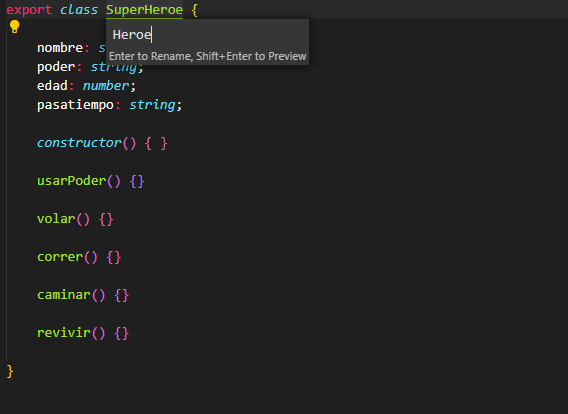 export class SuperHeroe {
Heroe
Enter to Rename, Shift+Enter to Preview
nombre: s
poder: string;
edad: number;
pasatiempo: string;
constructor() { }
usarPoder() {}
volar() {}
correr() {}
caminar() {}
revivir() {}
}